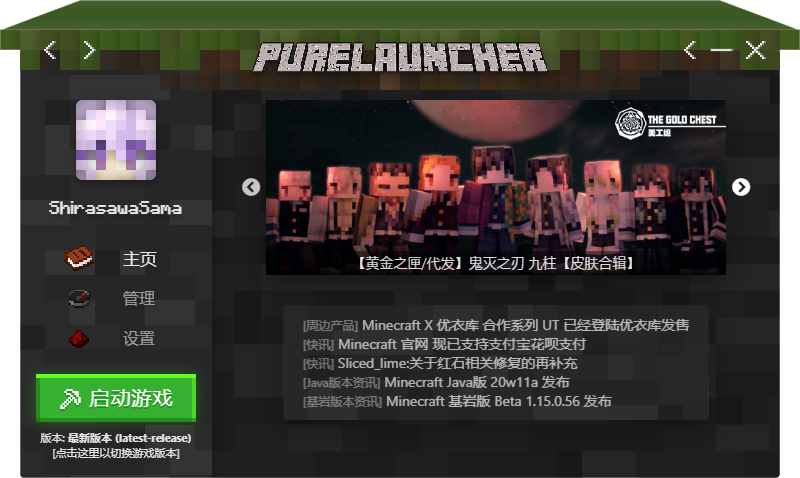 PURELAUNCHER
ShirasawaSama
主页
管理
设置
启动游戏
版本: 最新版本 (latest-release)
[点击这里以切换游戏版本]
THE GOLD CHEST
美工组
【黄金之匣/代发】鬼灭之刃 九柱【皮肤合辑】
[周边产品] Minecraft X 优衣库 合作系列 UT 已经登陆优衣库发售
[快讯] Minecraft 官网 现已支持支付宝花呗支付
[快讯] Sliced_lime:关于红石相关修复的再补充
[Java版本资讯] Minecraft Java版 20w11a 发布
[基岩版本资讯] Minecraft 基岩版 Beta 1.15.0.56 发布